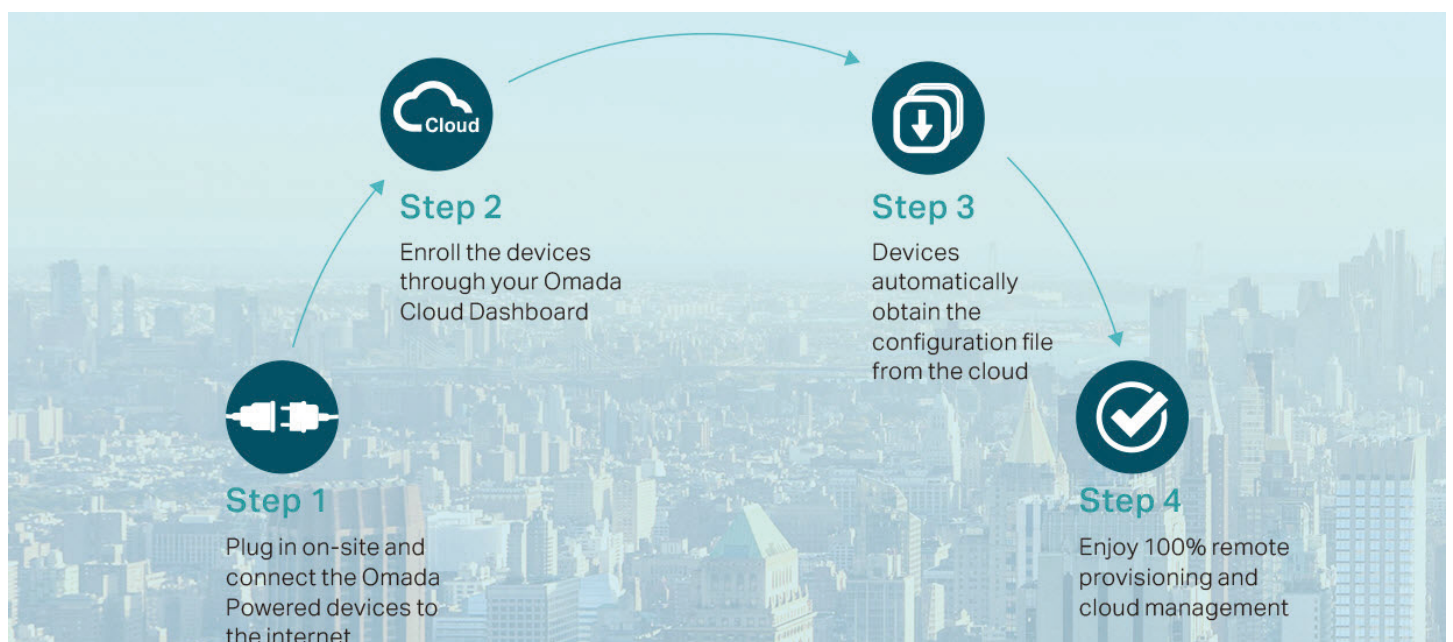 Cloud
Step 2
Enroll the devices
through your Omada
Cloud Dashboard
Step 3
Devices
automatically
obtain the
configuration file
from the cloud
Step 1
Plug in on-site and
connect the Omada
Powered devices to
the internet
Step 4
Enjoy 100% remote
provisioning and
cloud management